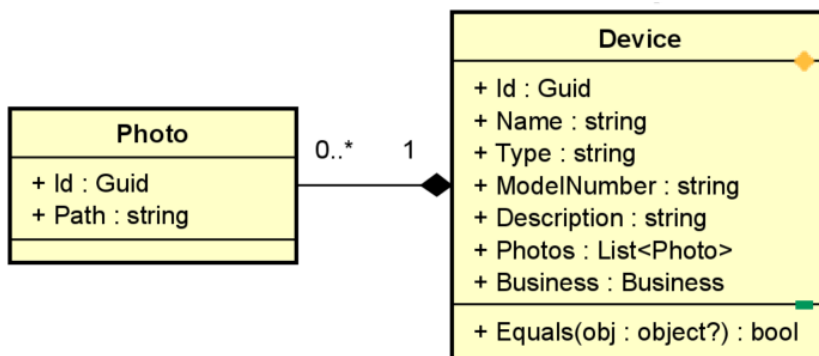 Photo
+ Id : Guid
+ Path : string
0..*
1
Device
+ Id : Guid
+ Name : string
+ Type : string
+ ModelNumber : string
+ Description : string
+ Photos : List<Photo>
+ Business : Business
+ Equals(obj : object?) : bool